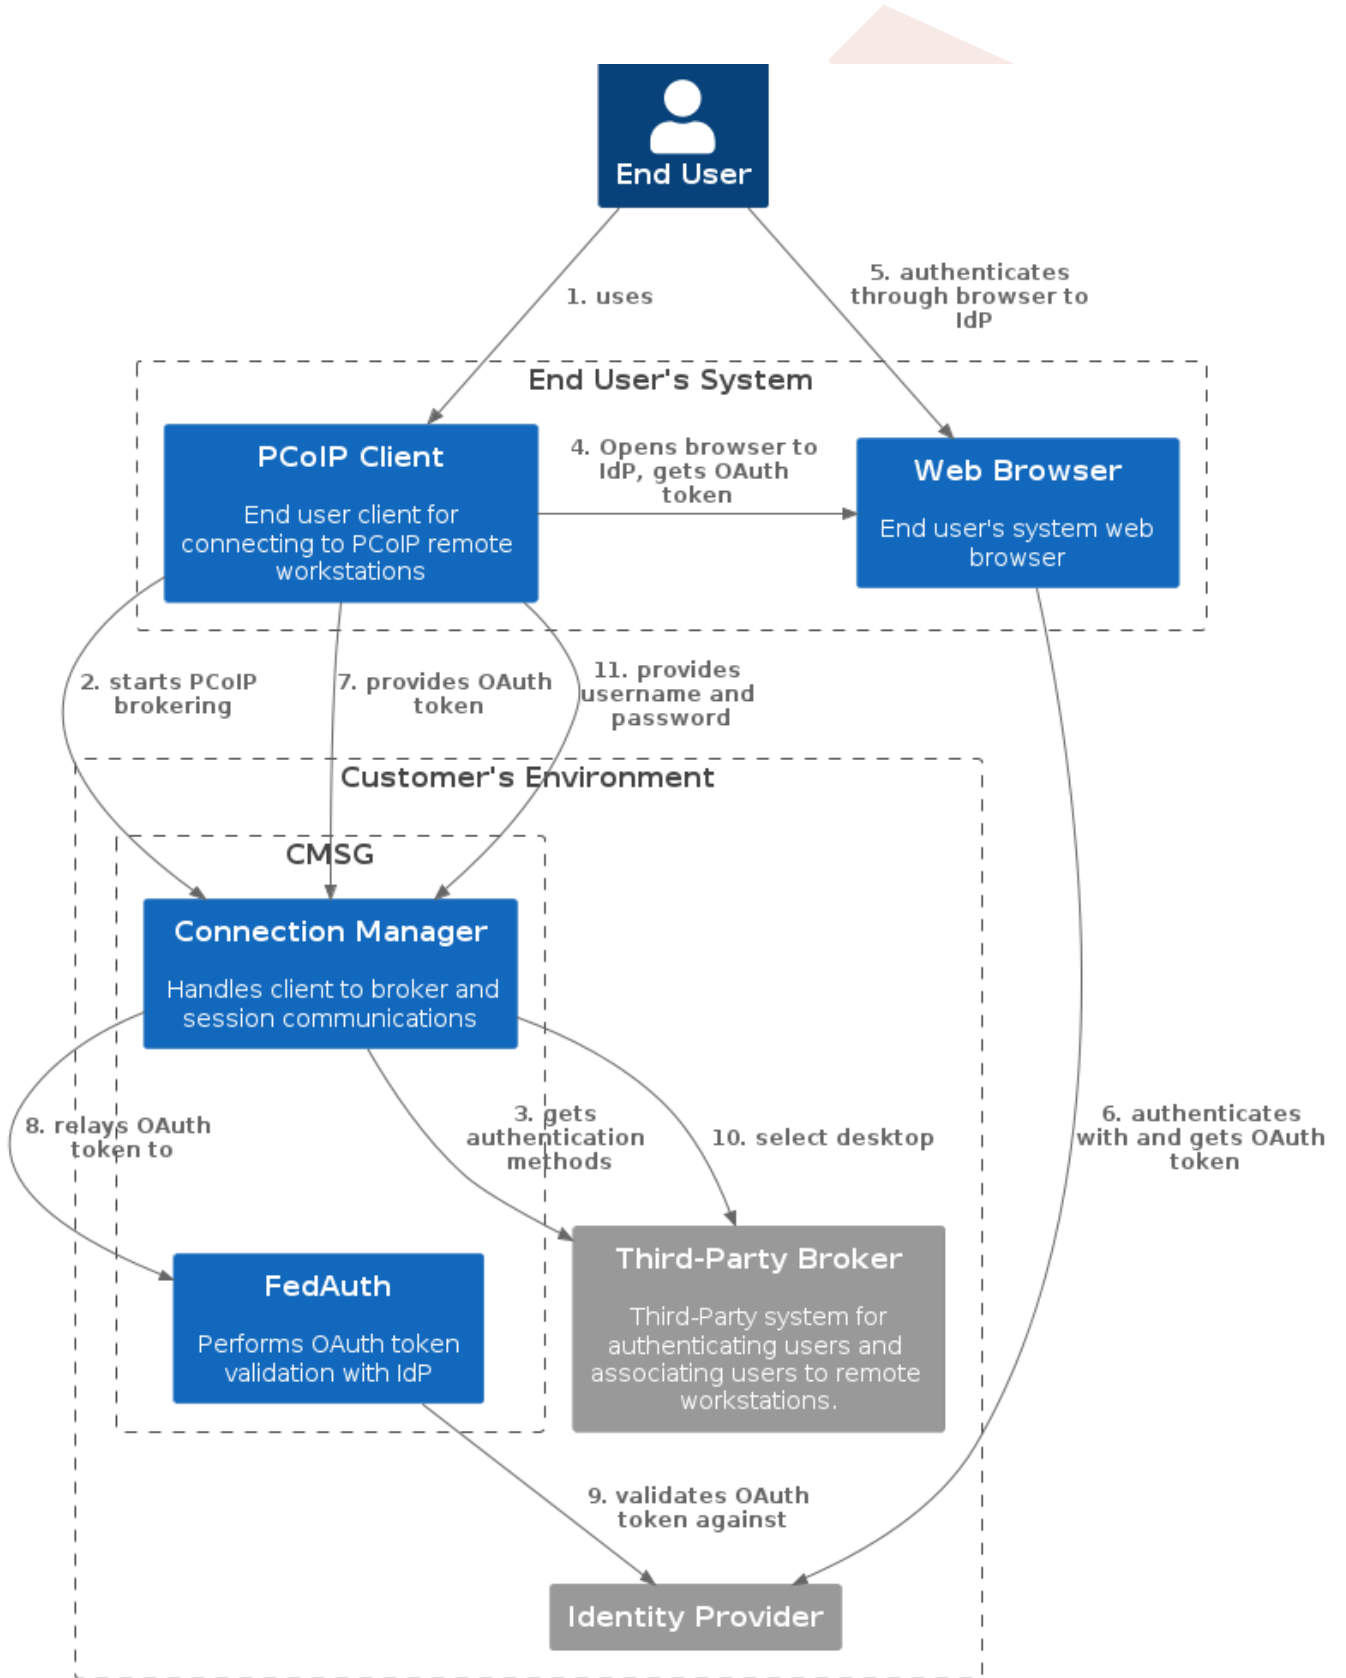 End User
5. authenticates
through browser to
IdP
1. uses
End User's System
PCoIP Client
End user client for
connecting to PCoIP remote
workstations
4. Opens browser to
IdP, gets OAuth
token
Web Browser
End user's system web
browser
2. starts PCoIP
brokering
7. provides OAuth
token
11. provides
username and
password
Customer's Environment
CMSG
Connection Manager
Handles client to broker and
session communications
8. relays OAuth
token to
3. gets
authentication
methods
10. select desktop
6. authenticates
with and gets OAuth
token
FedAuth
Performs OAuth token
validation with IdP
Third-Party Broker
Third-Party system for
authenticating users and
associating users to remote
workstations.
9. validates OAuth
token against
Identity Provider